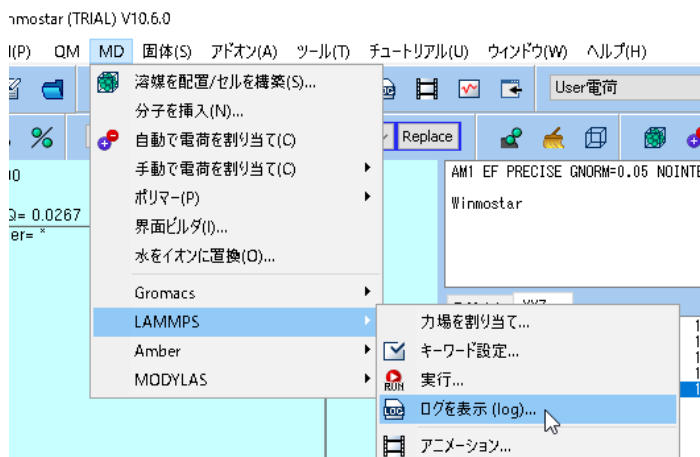 nmostar (TRIAL) V10.6.0
(P) QM MD 固体(S) アドオン(A) ツール(T) チュートリアル(U) ウインドウ(W) ヘルプ(H)
User電荷
% Replace
溶媒を配置/セルを構築(S)...
分子を挿入(N)...
自動で電荷を割り当て(C)
手動で電荷を割り当て(C)
ポリマー(P)
界面ビルダ(I)...
水をイオンに置換(O)...
Gromacs
LAMMPS
Amber
MODYLAS
Q= 0.0267
er= *
AM1 EF PRECISE GNORM=0.05 NOINTE
Winmostar
力場を割り当て...
キーワード設定...
RUN 実行...
LOG ログを表示 (log)...
アニメーション...